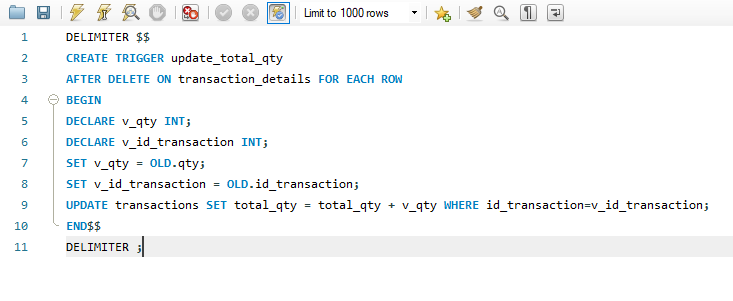 Limit to 1000 rows
1 DELIMITER $$
2 CREATE TRIGGER update_total_qty
3 AFTER DELETE ON transaction_details FOR EACH ROW
4 BEGIN
5 DECLARE v_qty INT;
6 DECLARE v_id_transaction INT;
7 SET v_qty = OLD.qty;
8 SET v_id_transaction = OLD.id_transaction;
9 UPDATE transactions SET total_qty = total_qty + v_qty WHERE id_transaction=v_id_transaction;
10 END$$
11 DELIMITER ;